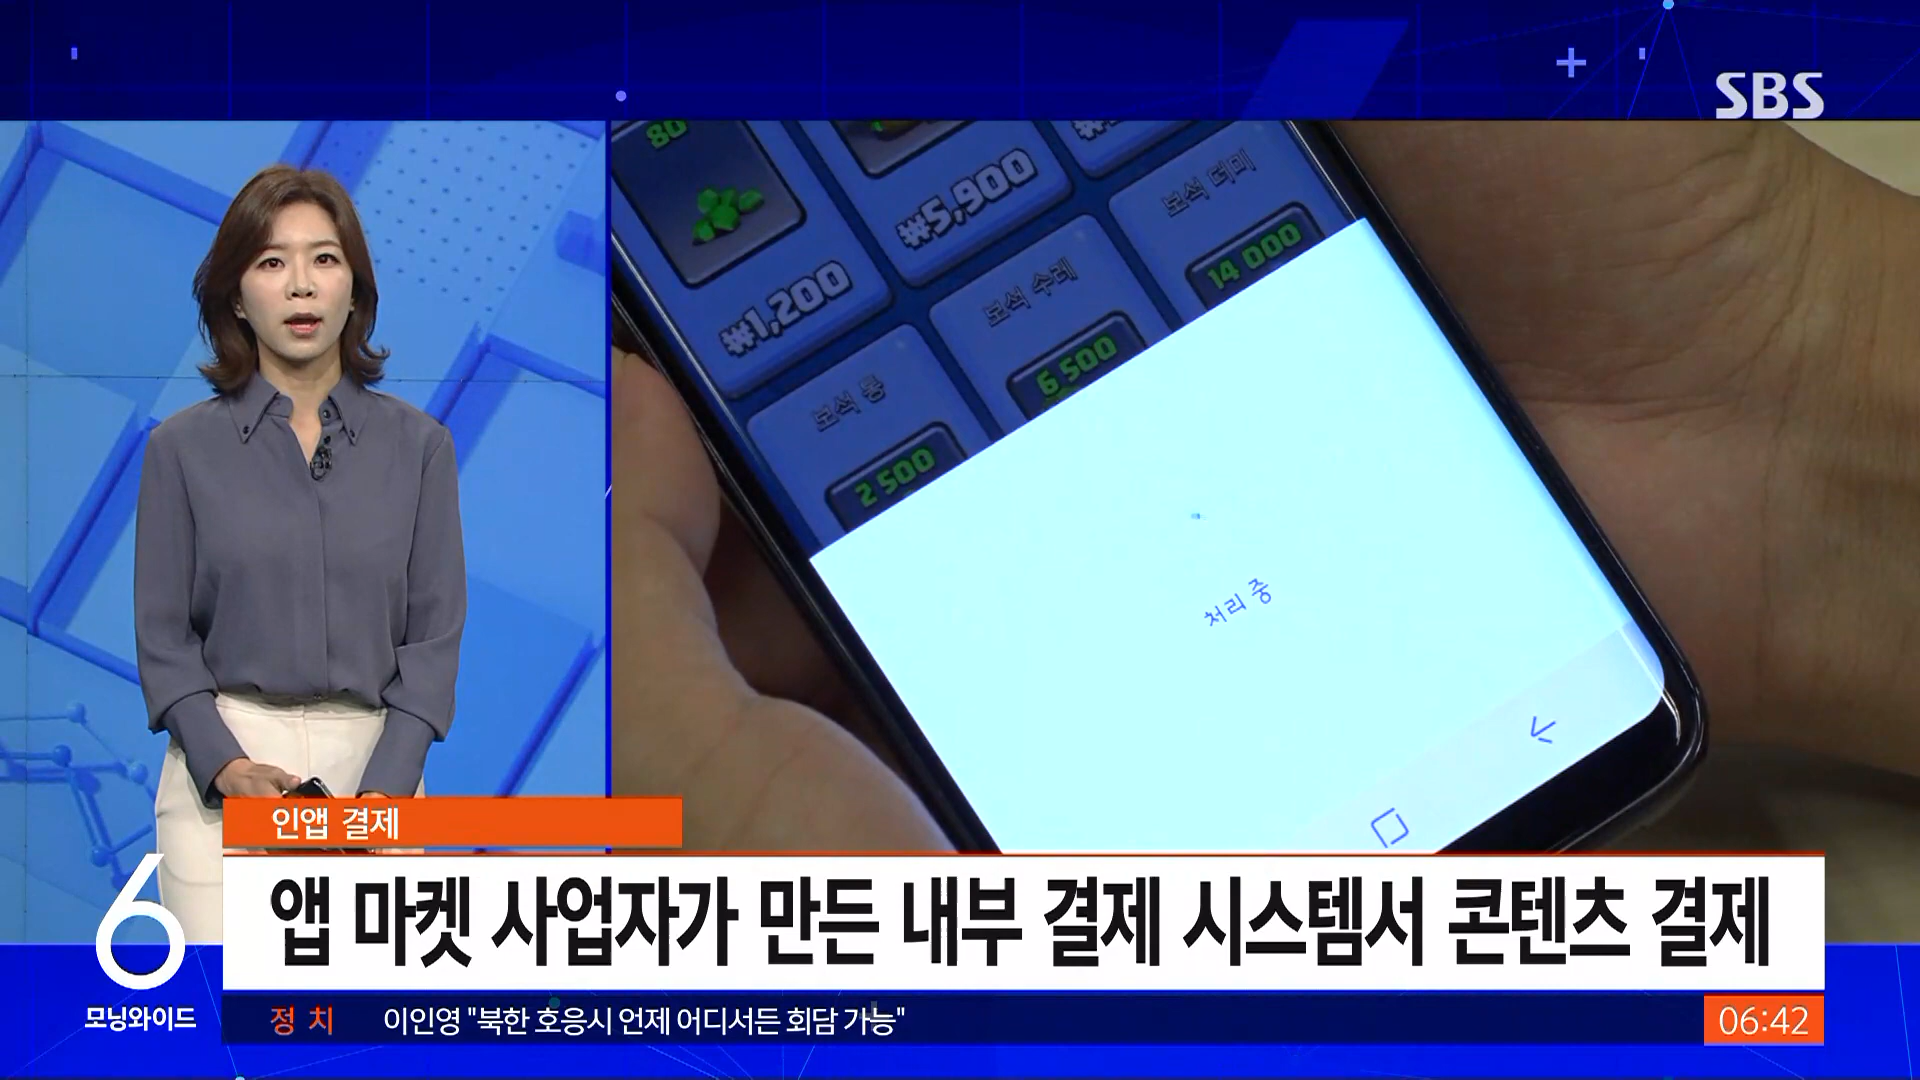 SBS
80
₩5,900
₩1,200
보석 더미
14 000
보석 수레
6 500
보석 통
2 500
처리 중
인앱 결제
앱 마켓 사업자가 만든 내부 결제 시스템서 콘텐츠 결제
6
모닝와이드
정 치 이인영 "북한 호응시 언제 어디서든 회담 가능"
06:42